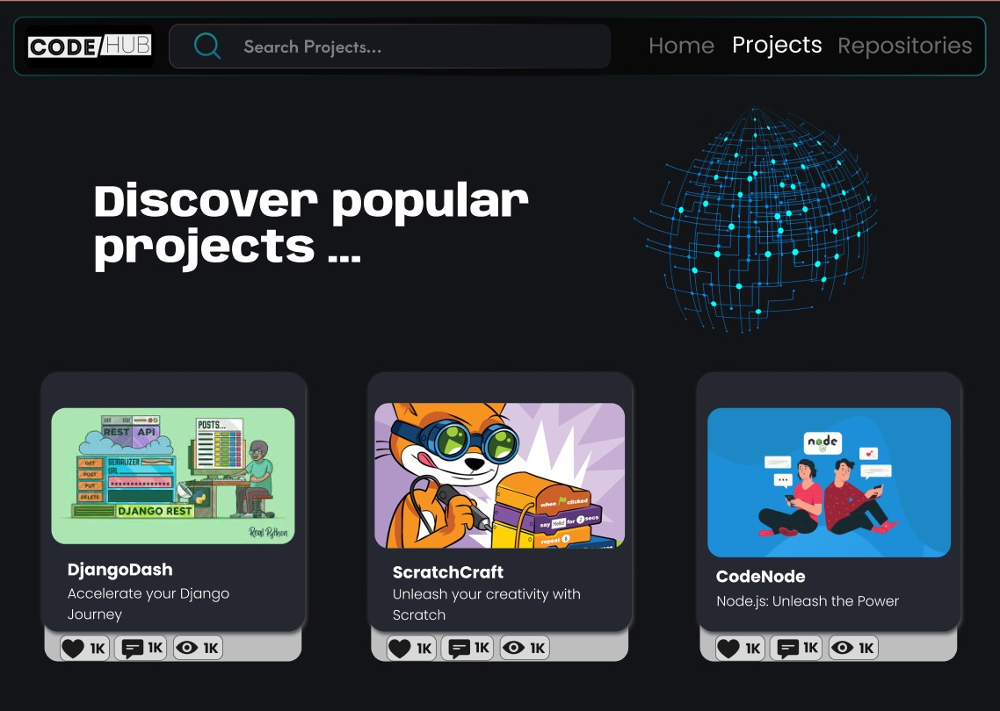 CODE/HUB
Search Projects...
Home Projects Repositories
Discover popular
projects ...
REST API
POSTS...
GET
SERIALIZER
URL
POST
PUT
DELETE
DJANGO REST
Real Python
when clicked
say Hello! for 2 secs
repeat 8
node
DjangoDash
Accelerate your Django
Journey
1K 1K 1K
ScratchCraft
Unleash your creativity with
Scratch
1K 1K 1K
CodeNode
Node.js: Unleash the Power
1K 1K 1K